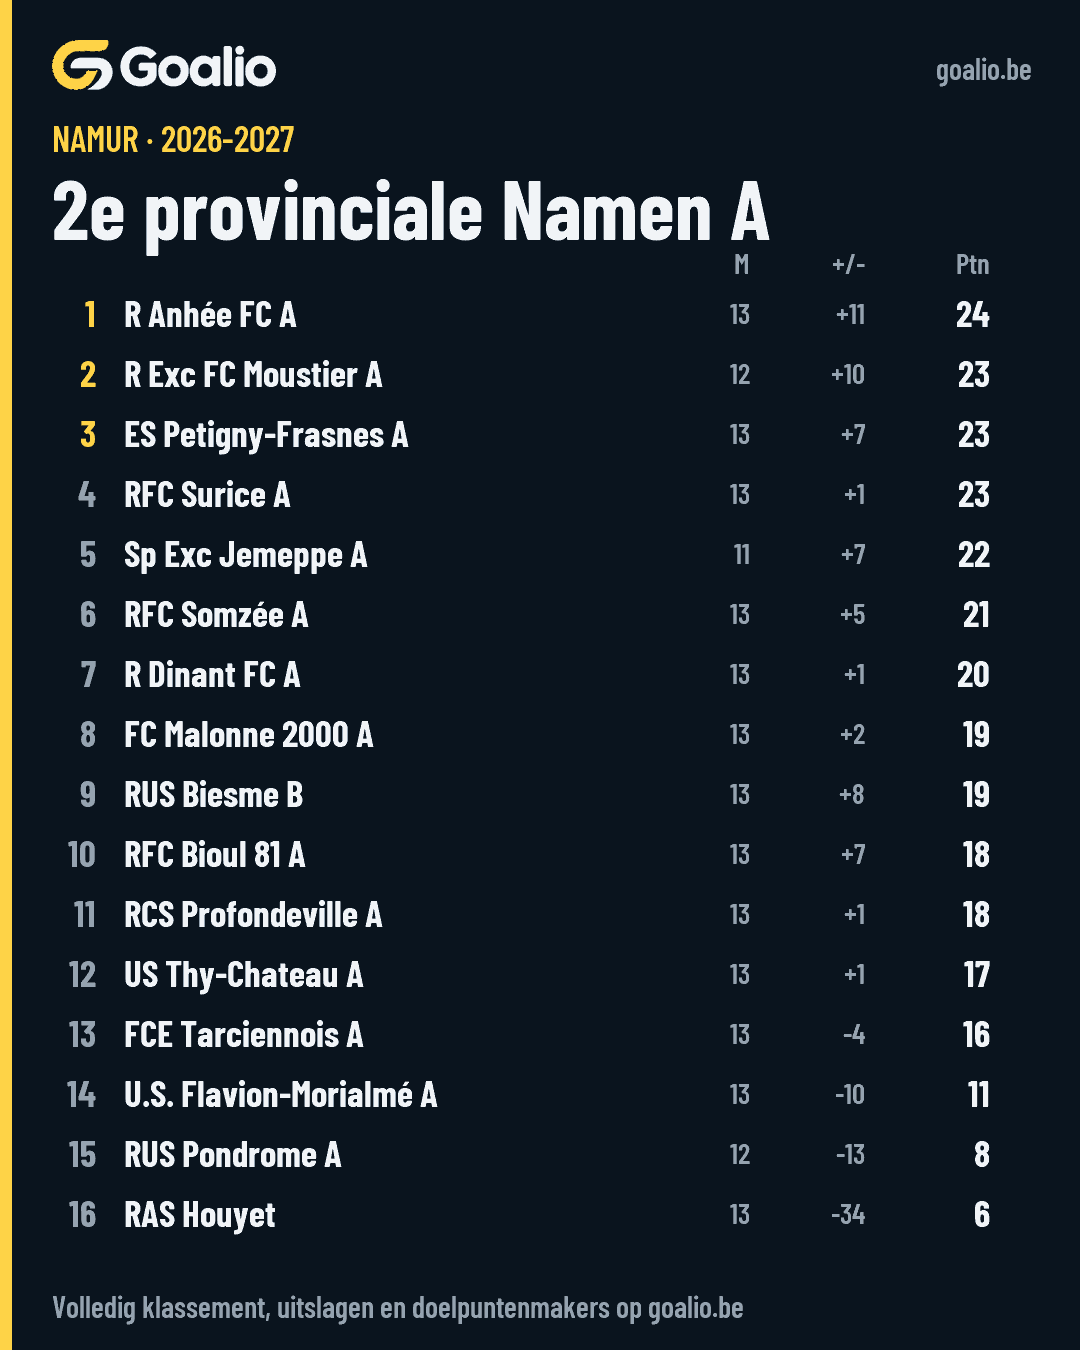 Goalio goalio.be
NAMUR · 2026-2027
2e provinciale Namen A
M +/- Ptn
1 R Anhée FC A 13 +11 24
2 R Exc FC Moustier A 12 +10 23
3 ES Petigny-Frasnes A 13 +7 23
4 RFC Surice A 13 +1 23
5 Sp Exc Jemeppe A 11 +7 22
6 RFC Somzée A 13 +5 21
7 R Dinant FC A 13 +1 20
8 FC Malonne 2000 A 13 +2 19
9 RUS Biesme B 13 +8 19
10 RFC Bioul 81 A 13 +7 18
11 RCS Profondeville A 13 +1 18
12 US Thy-Chateau A 13 +1 17
13 FCE Tarciennois A 13 -4 16
14 U.S. Flavion-Morialmé A 13 -10 11
15 RUS Pondrome A 12 -13 8
16 RAS Houyet 13 -34 6
Volledig klassement, uitslagen en doelpuntenmakers op goalio.be